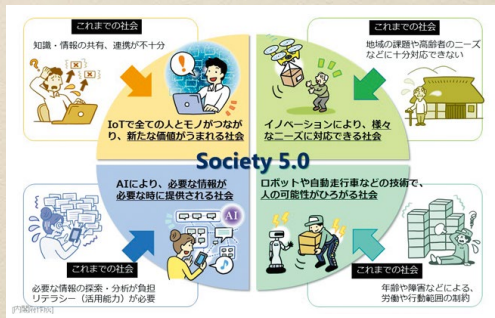 これまでの社会
知識・情報の共有、連携が不十分
IoTで全ての人とモノがつなが
り、新たな価値がうまれる社会
これまでの社会
地域の課題や高齢者のニーズ
などに十分対応できない
イノベーションにより、様々
なニーズに対応できる社会
Society 5.0
AIにより、必要な情報が
必要な時に提供される社会
AI
これまでの社会
必要な情報の探索・分析が負担
リテラシー（活用能力）が必要
ロボットや自動走行車などの技術で、
人の可能性がひろがる社会
これまでの社会
年齢や障害などによる、
労働や行動範囲の制約
[内閣府作成]